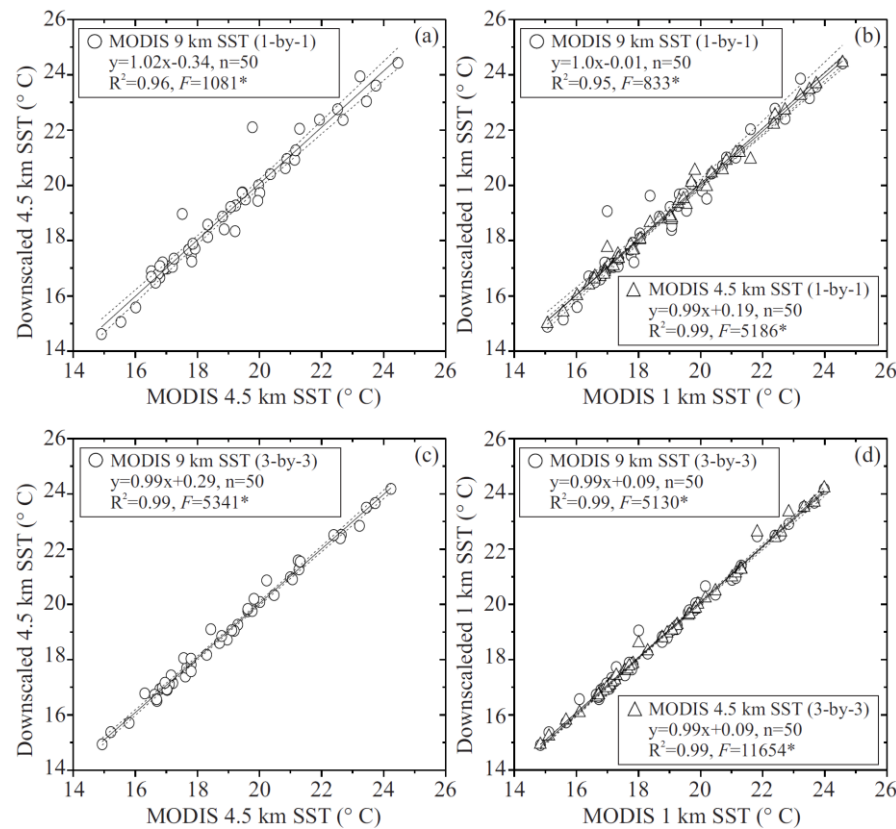 (a)
○ MODIS 9 km SST (1-by-1)
y=1.02x-0.34, n=50
R²=0.96, F=1081*
26
24
22
20
18
16
14
Downscaled 4.5 km SST (° C)
14 16 18 20 22 24 26
MODIS 4.5 km SST (° C)
(b)
○ MODIS 9 km SST (1-by-1)
y=1.0x-0.01, n=50
R²=0.95, F=833*
△ MODIS 4.5 km SST (1-by-1)
y=0.99x+0.19, n=50
R²=0.99, F=5186*
26
24
22
20
18
16
14
Downscaleded 1 km SST (° C)
14 16 18 20 22 24 26
MODIS 1 km SST (° C)
(c)
○ MODIS 9 km SST (3-by-3)
y=0.99x+0.29, n=50
R²=0.99, F=5341*
26
24
22
20
18
16
14
Downscaled 4.5 km SST (° C)
14 16 18 20 22 24 26
MODIS 4.5 km SST (° C)
(d)
○ MODIS 9 km SST (3-by-3)
y=0.99x+0.09, n=50
R²=0.99, F=5130*
△ MODIS 4.5 km SST (3-by-3)
y=0.99x+0.09, n=50
R²=0.99, F=11654*
26
24
22
20
18
16
14
Downscaleded 1 km SST (° C)
14 16 18 20 22 24 26
MODIS 1 km SST (° C)